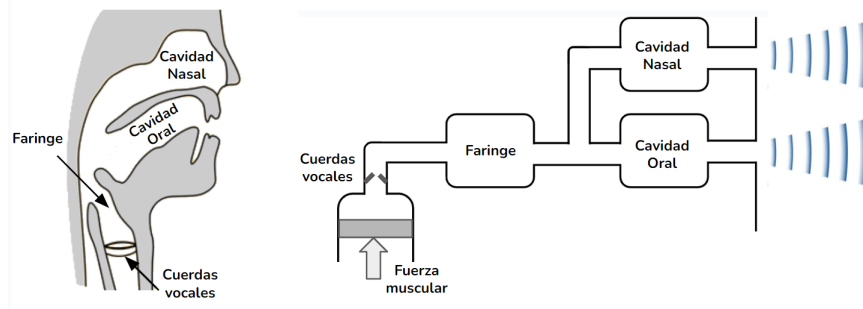 Cavidad
Nasal
Cavidad
Oral
Faringe
Cuerdas
vocales
Cuerdas
vocales
Fuerza
muscular
Faringe
Cavidad
Nasal
Cavidad
Oral